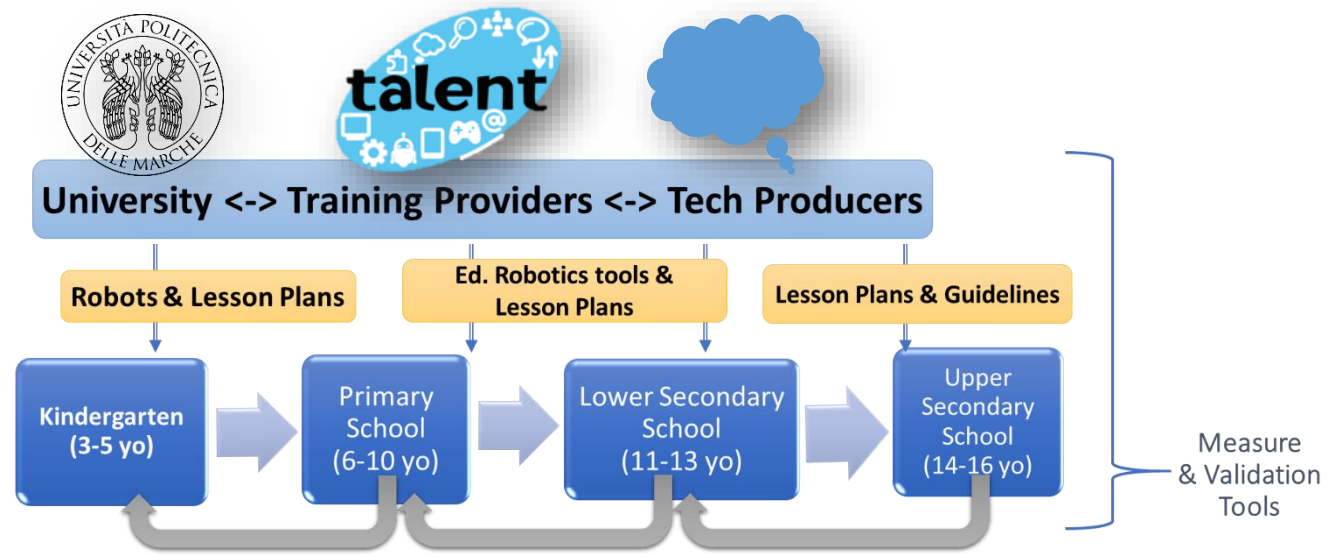 UNIVERSITÀ POLITECNICA
DELLE MARCHE
talent
University <-> Training Providers <-> Tech Producers
Robots & Lesson Plans
Ed. Robotics tools &
Lesson Plans
Lesson Plans & Guidelines
Kindergarten
(3-5 yo)
Primary
School
(6-10 yo)
Lower Secondary
School
(11-13 yo)
Upper
Secondary
School
(14-16 yo)
Measure
& Validation
Tools